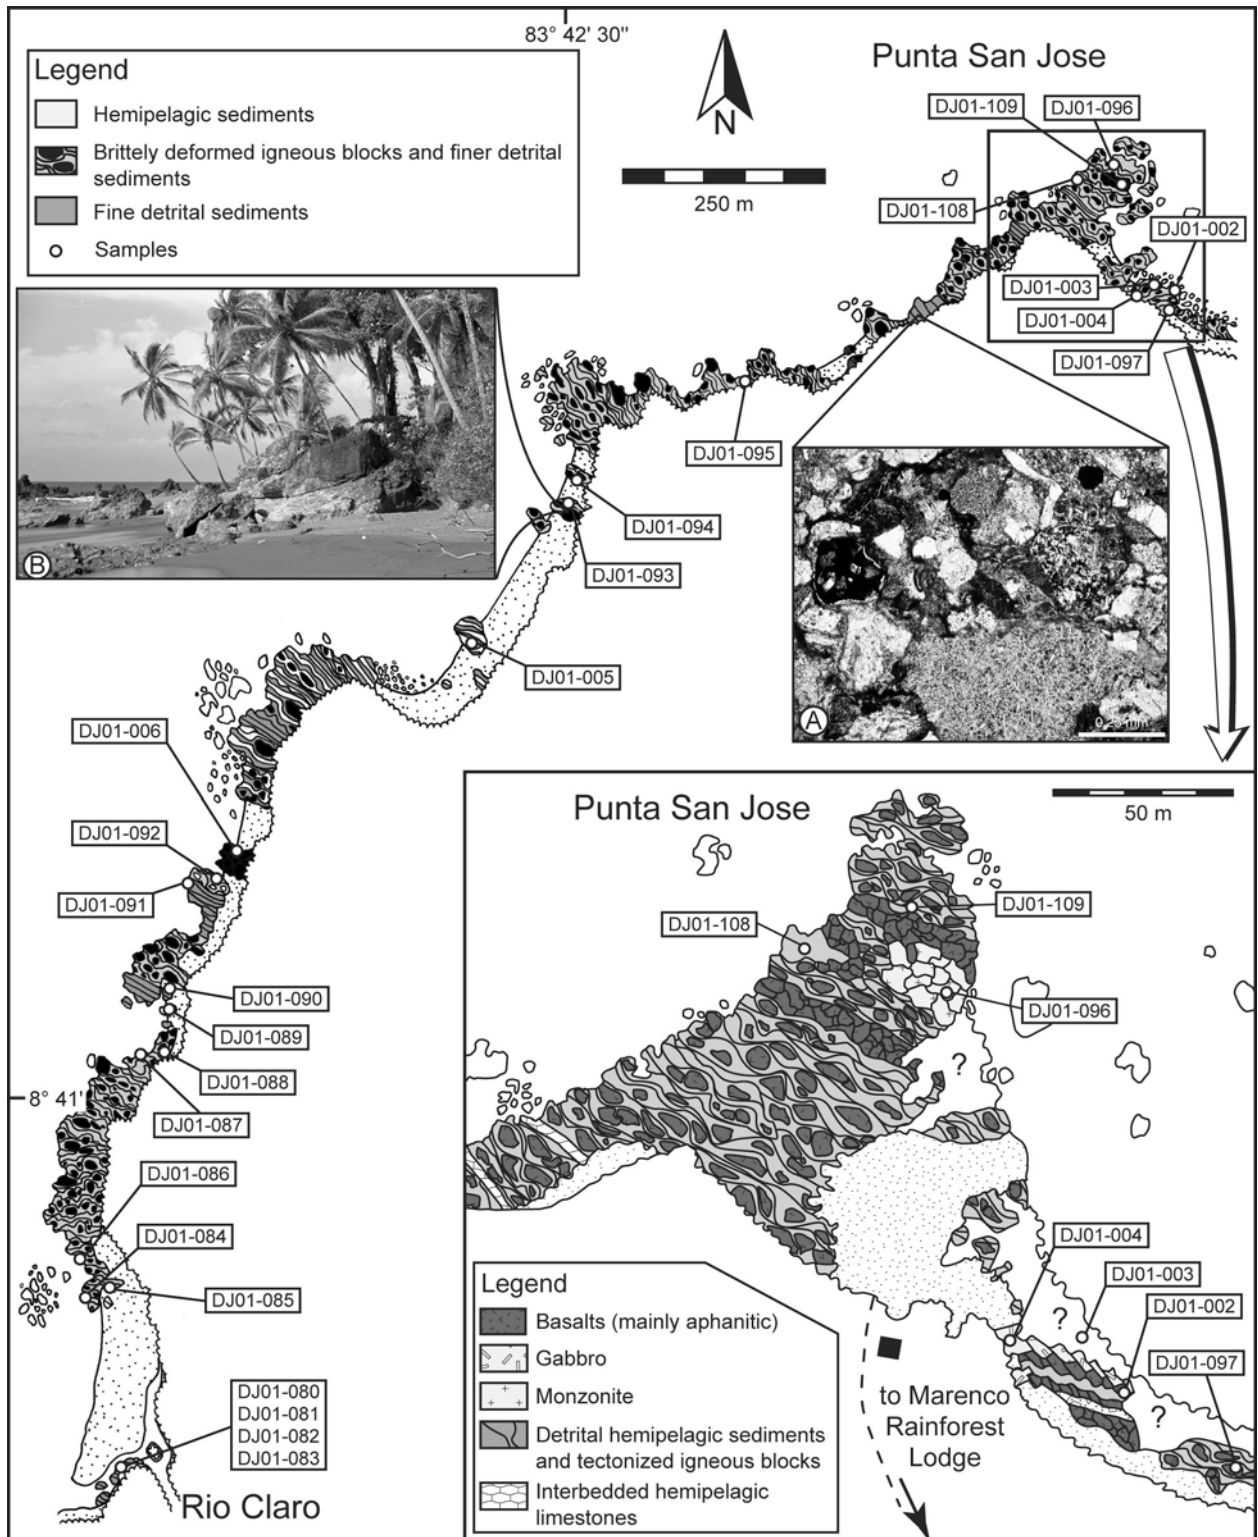 83° 42' 30"
Legend
Hemipelagic sediments
Brittely deformed igneous blocks and finer detrital
sediments
Fine detrital sediments
Samples
N
250 m
Punta San Jose
DJ01-109
DJ01-096
DJ01-108
DJ01-002
DJ01-003
DJ01-004
DJ01-097
B
DJ01-095
DJ01-094
DJ01-093
DJ01-005
A
0.25 mm
DJ01-006
DJ01-092
DJ01-091
DJ01-090
DJ01-089
DJ01-088
8° 41'
DJ01-087
DJ01-086
DJ01-084
DJ01-085
DJ01-080
DJ01-081
DJ01-082
DJ01-083
Rio Claro
Punta San Jose
50 m
DJ01-109
DJ01-108
DJ01-096
?
DJ01-004
DJ01-003
?
DJ01-002
DJ01-097
?
to Marenco
Rainforest
Lodge
Legend
Basalts (mainly aphanitic)
Gabbro
Monzonite
Detrital hemipelagic sediments
and tectonized igneous blocks
Interbedded hemipelagic
limestones